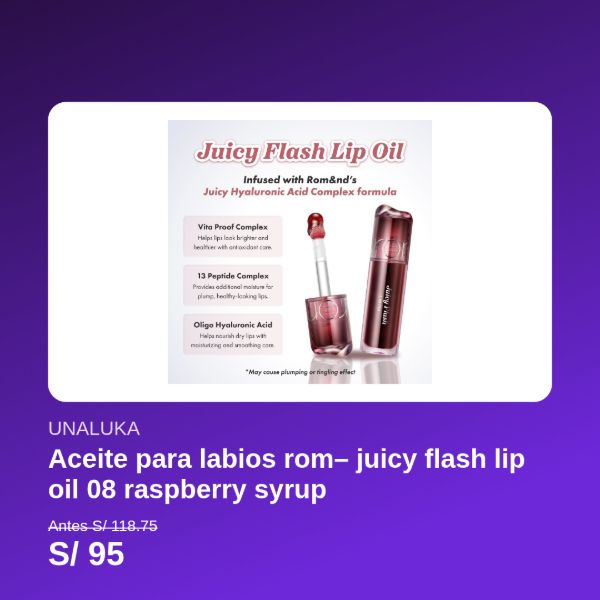 Juicy Flash Lip Oil
Infused with Rom&nd's
Juicy Hyaluronic Acid Complex formula
Vita Proof Complex
Helps lips look brighter and
healthier with antioxidant care.
13 Peptide Complex
Provides additional moisture for
plump, healthy-looking lips.
Oligo Hyaluronic Acid
Helps nourish dry lips with
moisturizing and smoothing care.
*May cause plumping or tingling effect
UNALUKA
Aceite para labios rom– juicy flash lip
oil 08 raspberry syrup
Antes S/ 118.75
S/ 95